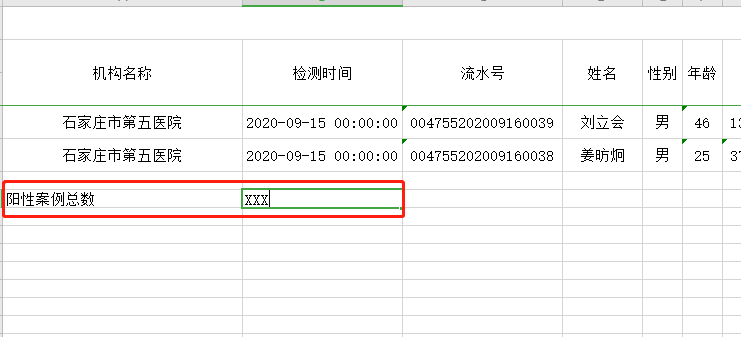 机构名称 检测时间 流水号 姓名 性别 年龄
石家庄市第五医院 2020-09-15 00:00:00 004755202009160039 刘立会 男 46 13
石家庄市第五医院 2020-09-15 00:00:00 004755202009160038 姜昉炯 男 25 37
阳性案例总数 XXX